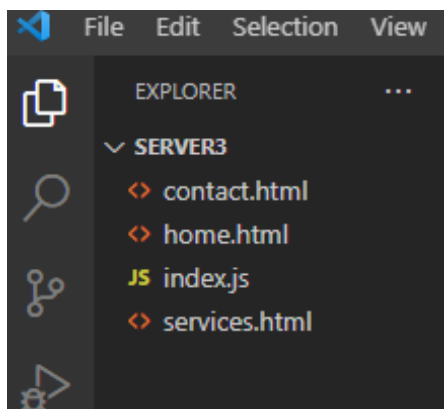 File Edit Selection View
EXPLORER ...
SERVER3
<> contact.html
<> home.html
JS index.js
<> services.html